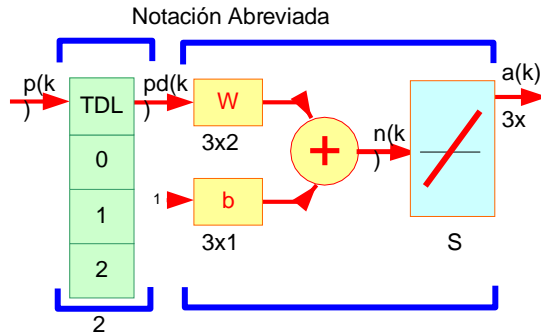 Notación Abreviada
p(k
)
TDL
0
1
2
2
pd(k
)
W
3x2
1
b
3x1
+
n(k
)
S
a(k)
3x